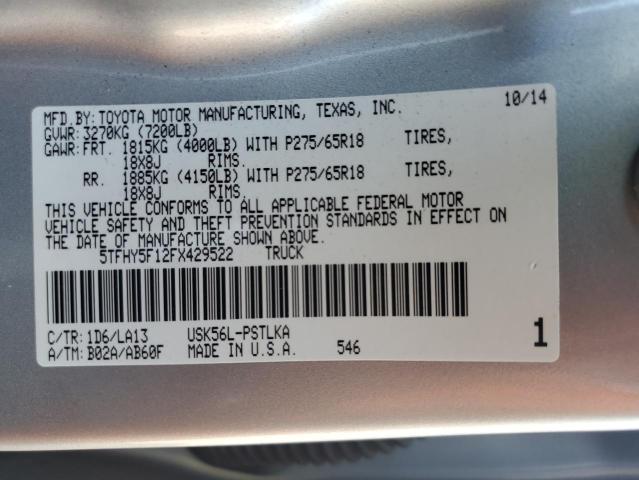 MFD.BY:TOYOTA MOTOR MANUFACTURING, TEXAS, INC. 10/14
GVWR:3270KG (7200LB)
GAWR:FRT. 1815KG (4000LB) WITH P275/65R18 TIRES,
18X8J RIMS.
RR. 1885KG (4150LB) WITH P275/65R18 TIRES,
18X8J RIMS.
THIS VEHICLE CONFORMS TO ALL APPLICABLE FEDERAL MOTOR
VEHICLE SAFETY AND THEFT PREVENTION STANDARDS IN EFFECT ON
THE DATE OF MANUFACTURE SHOWN ABOVE.
5TFHY5F12FX429522 TRUCK
C/TR:1D6/LA13 USK56L-PSTLKA
A/TM:B02A/AB60F MADE IN U.S.A. 546 1